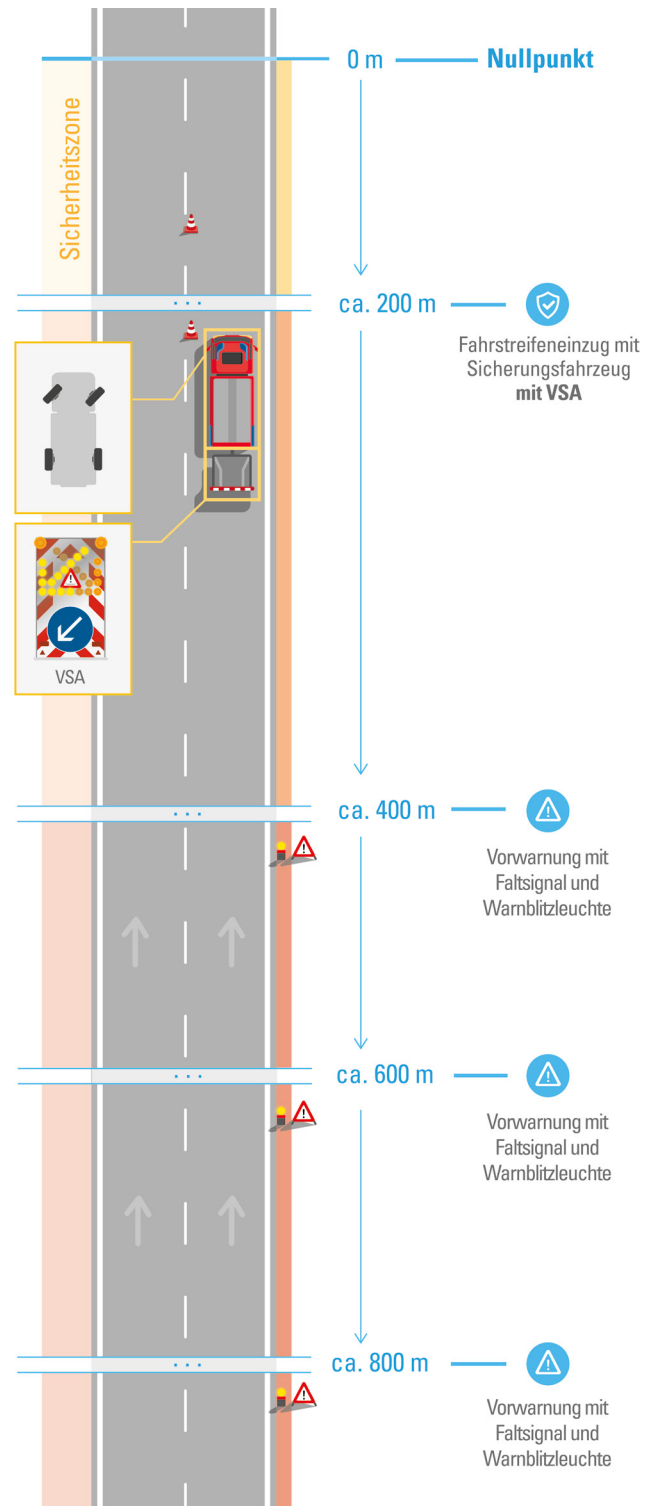 0 m
Nullpunkt
Sicherheitszone
ca. 200 m
Fahrstreifeneinzug mit
Sicherungsfahrzeug
mit VSA
VSA
ca. 400 m
Vorwarnung mit
Faltsignal und
Warnblitzleuchte
ca. 600 m
Vorwarnung mit
Faltsignal und
Warnblitzleuchte
ca. 800 m
Vorwarnung mit
Faltsignal und
Warnblitzleuchte